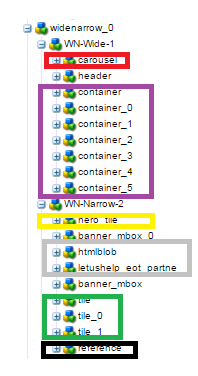 widenarrow_0
WN-Wide-1
carousel
header
container
container_0
container_1
container_2
container_3
container_4
container_5
WN-Narrow-2
hero_tile
banner_mbox_0
htmlblob
letushelp_eot_partne
banner_mbox
tile
tile_0
tile_1
reference